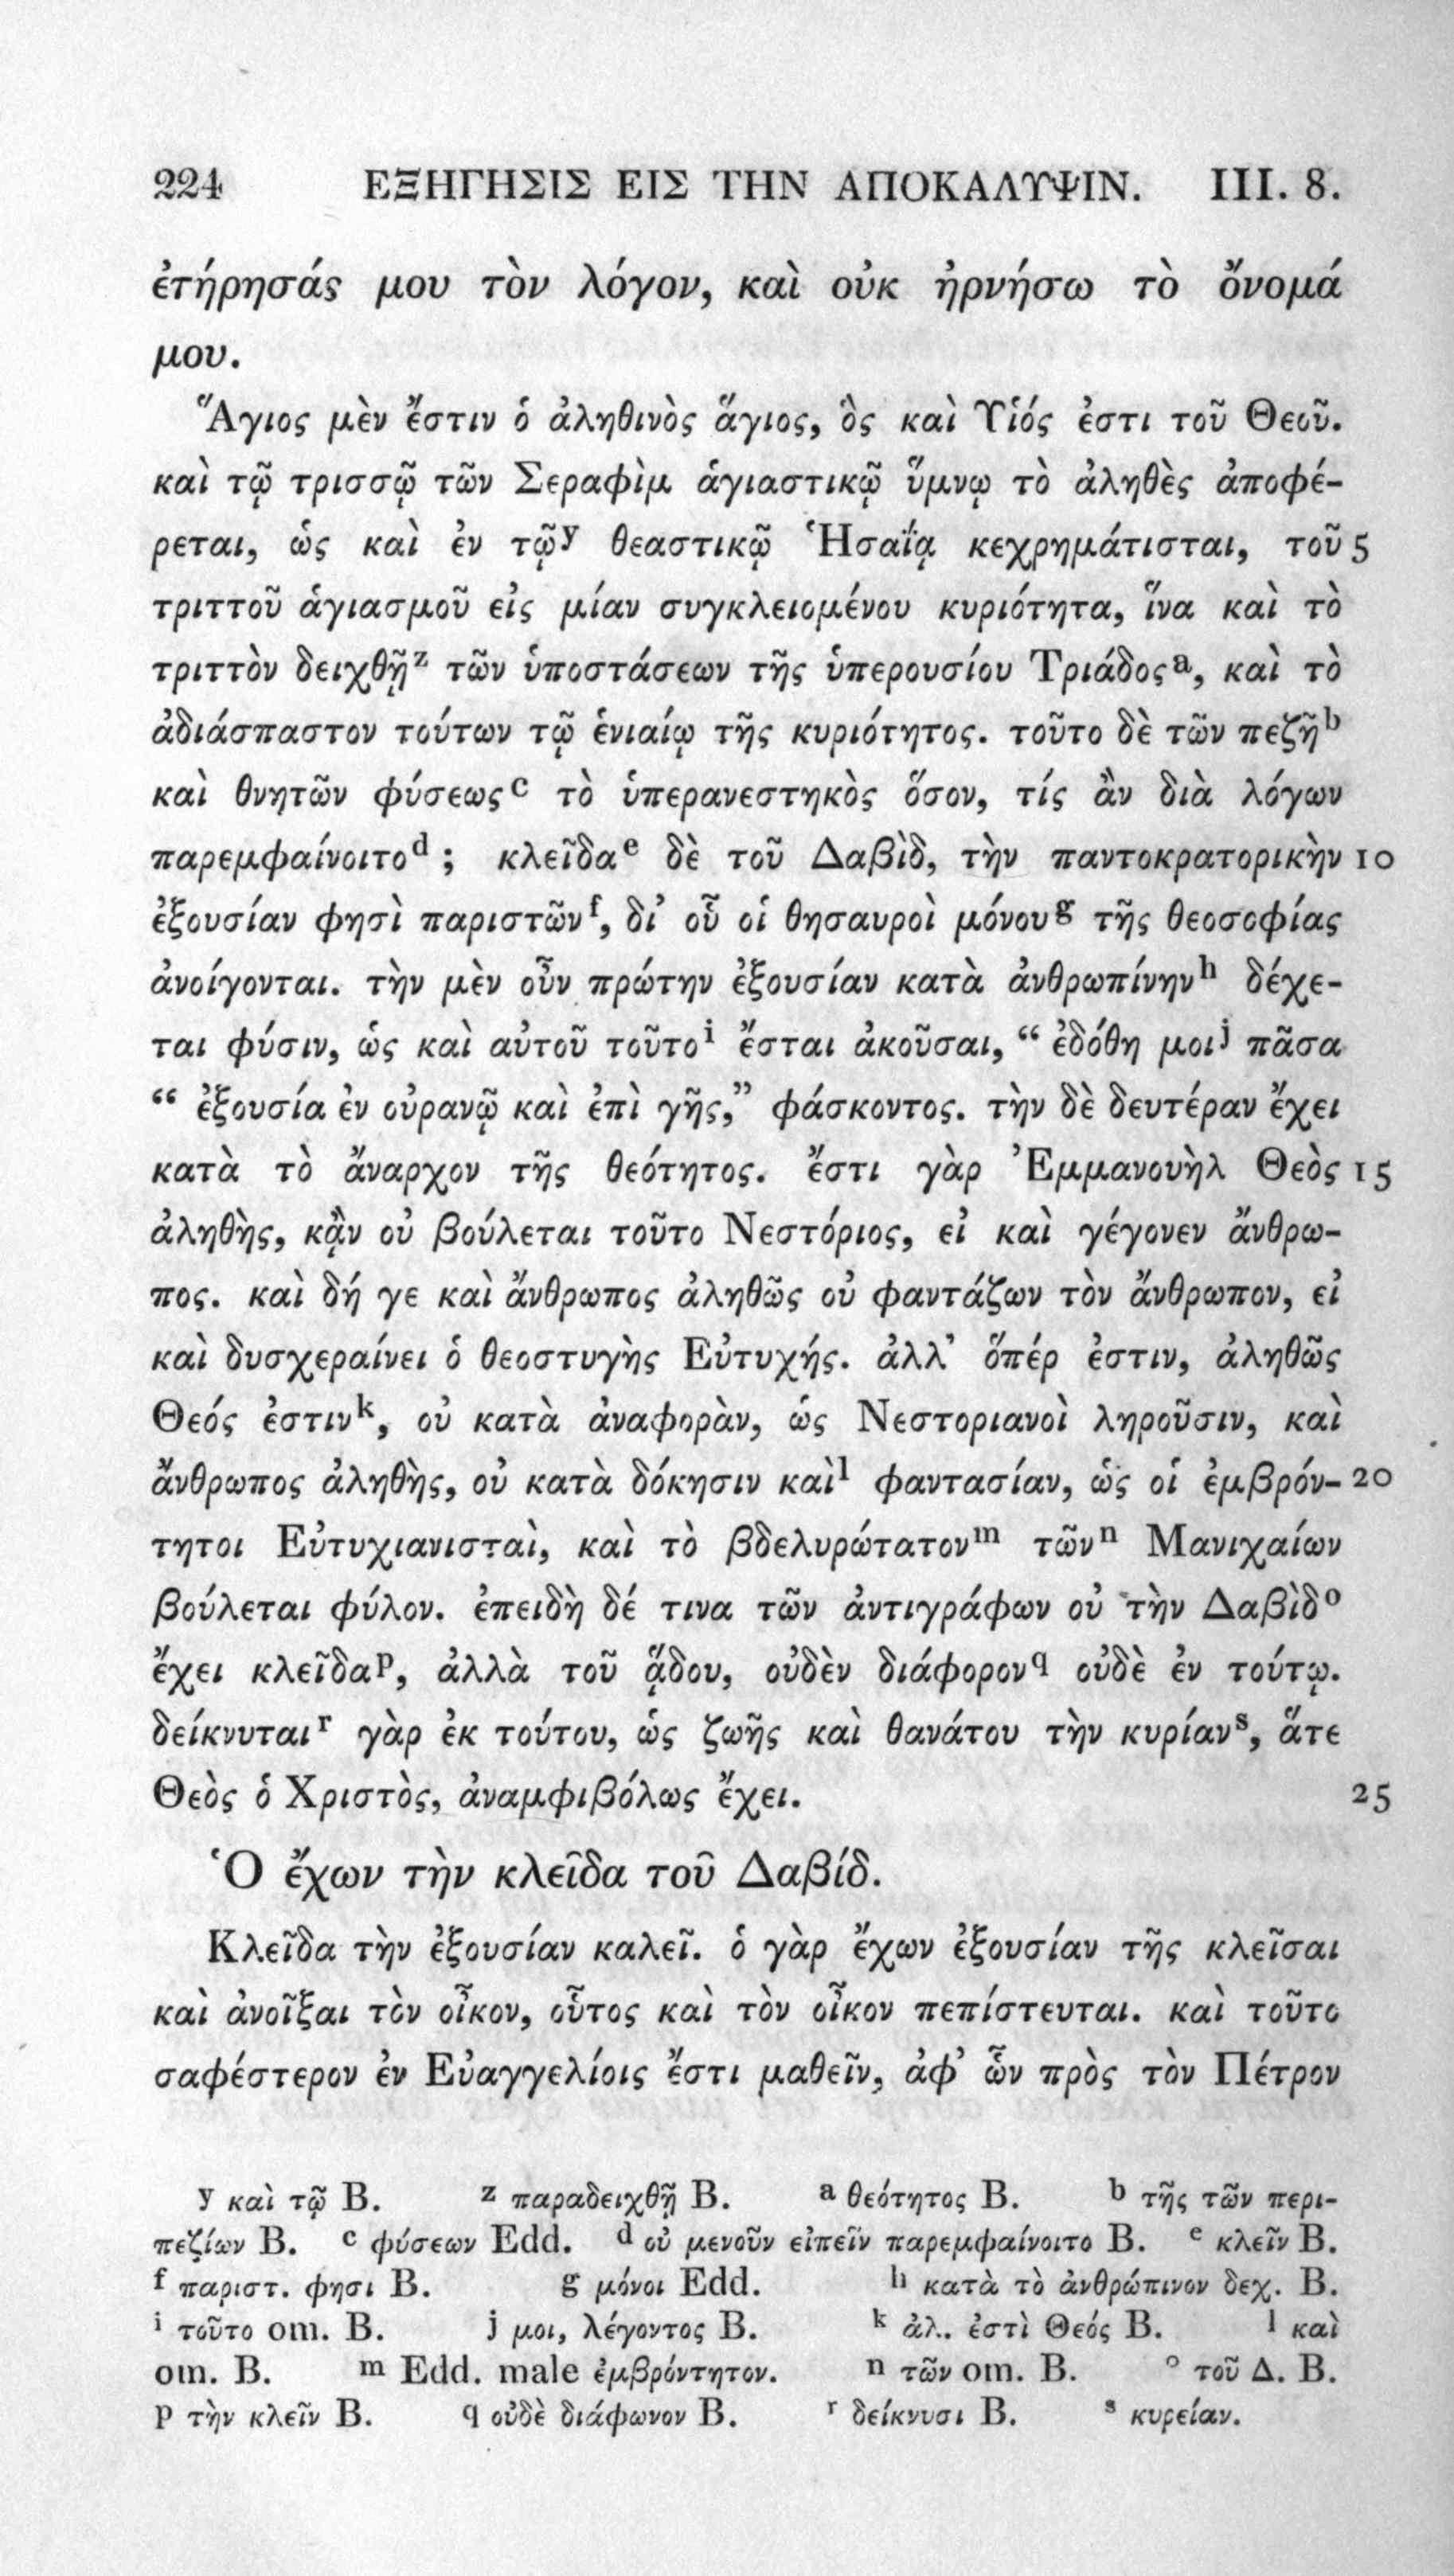 224 ΕΞΗΓΗΣΙΣ ΕΙΣ ΤΗΝ ΑΠΟΚΑΛΥΨΙΝ. III. 8.
ἐτήρησάς μου τὸν λόγον, καὶ οὐκ ἠρνήσω τὸ ὄνομά
μου.
Ἅγιος μὲν ἔστιν ὁ ἀληθινὸς ἅγιος, ὃς καὶ Υἱός ἐστι τοῦ Θεοῦ.
καὶ τῷ τρισσῷ τῶν Σεραφὶμ ἁγιαστικῷ ὕμνῳ τὸ ἀληθὲς ἀποφέ-
ρεται, ὡς καὶ ἐν τῷ y θεαστικῷ Ἡσαΐᾳ κεχρημάτισται, τοῦ 5
τριττοῦ ἁγιασμοῦ εἰς μίαν συγκλειομένου κυριότητα, ἵνα καὶ τὸ
τριττὸν δειχθῇ z τῶν ὑποστάσεων τῆς ὑπερουσίου Τριάδος a, καὶ τὸ
ἀδιάσπαστον τούτων τῷ ἑνιαίῳ τῆς κυριότητος. τοῦτο δὲ τῶν πεζῆ b
καὶ θνητῶν φύσεως c τὸ ὑπερανεστηκὸς ὅσον, τίς ἂν διὰ λόγων
παρεμφαίνοιτο d ; κλεῖδα e δὲ τοῦ Δαβὶδ, τὴν παντοκρατορικὴν 10
ἐξουσίαν φησὶ παριστῶν f, δι’ οὗ οἱ θησαυροὶ μόνου g τῆς θεοσοφίας
ἀνοίγονται. τὴν μὲν οὖν πρώτην ἐξουσίαν κατὰ ἀνθρωπίνην h δέχε-
ται φύσιν, ὡς καὶ αὐτοῦ τοῦτο i ἔσται ἀκοῦσαι, “ ἐδόθη μοι j πᾶσα
“ ἐξουσία ἐν οὐρανῷ καὶ ἐπὶ γῆς,” φάσκοντος. τὴν δὲ δευτέραν ἔχει
κατὰ τὸ ἄναρχον τῆς θεότητος. ἔστι γὰρ Ἐμμανουὴλ Θεὸς 15
ἀληθὴς, κᾂν οὐ βούλεται τοῦτο Νεστόριος, εἰ καὶ γέγονεν ἄνθρω-
πος. καὶ δή γε καὶ ἄνθρωπος ἀληθῶς οὐ φαντάζων τὸν ἄνθρωπον, εἰ
καὶ δυσχεραίνει ὁ θεοστυγὴς Εὐτυχής. ἀλλ’ ὅπέρ ἐστιν, ἀληθῶς
Θεός ἐστιν k, οὐ κατὰ ἀναφορὰν, ὡς Νεστοριανοὶ ληροῦσιν, καὶ
ἄνθρωπος ἀληθὴς, οὐ κατὰ δόκησιν καὶ l φαντασίαν, ὡς οἱ ἐμβρόν- 20
τητοι Εὐτυχιανισταὶ, καὶ τὸ βδελυρώτατον m τῶν n Μανιχαίων
βούλεται φύλον. ἐπειδὴ δέ τινα τῶν ἀντιγράφων οὐ τὴν Δαβὶδ o
ἔχει κλεῖδα p, ἀλλὰ τοῦ ᾅδου, οὐδὲν διάφορον q οὐδὲ ἐν τούτῳ.
δείκνυται r γὰρ ἐκ τούτου, ὡς ζωῆς καὶ θανάτου τὴν κυρίαν s, ἅτε
Θεὸς ὁ Χριστὸς, ἀναμφιβόλως ἔχει. 25
Ὁ ἔχων τὴν κλεῖδα τοῦ Δαβίδ.
Κλεῖδα τὴν ἐξουσίαν καλεῖ. ὁ γὰρ ἔχων ἐξουσίαν τῆς κλεῖσαι
καὶ ἀνοῖξαι τὸν οἶκον, οὗτος καὶ τὸν οἶκον πεπίστευται. καὶ τοῦτο
σαφέστερον ἐν Εὐαγγελίοις ἔστι μαθεῖν, ἀφ’ ὧν πρὸς τὸν Πέτρον
y καὶ τῷ B. z παραδειχθῇ B. a θεότητος B. b τῆς τῶν περι-
πεζίων B. c φύσεων Edd. d οὐ μενοῦν εἰπεῖν παρεμφαίνοιτο B. e κλεῖν B.
f παριστ. φησι B. g μόνοι Edd. h κατὰ τὸ ἀνθρώπινον δεχ. B.
i τοῦτο om. B. j μοι, λέγοντος B. k ἀλ. ἐστὶ Θεός B. l καὶ
om. B. m Edd. male ἐμβρόντητον. n τῶν om. B. o τοῦ Δ. B.
p τὴν κλεῖν B. q οὐδὲ διάφωνον B. r δείκνυσι B. s κυρείαν.